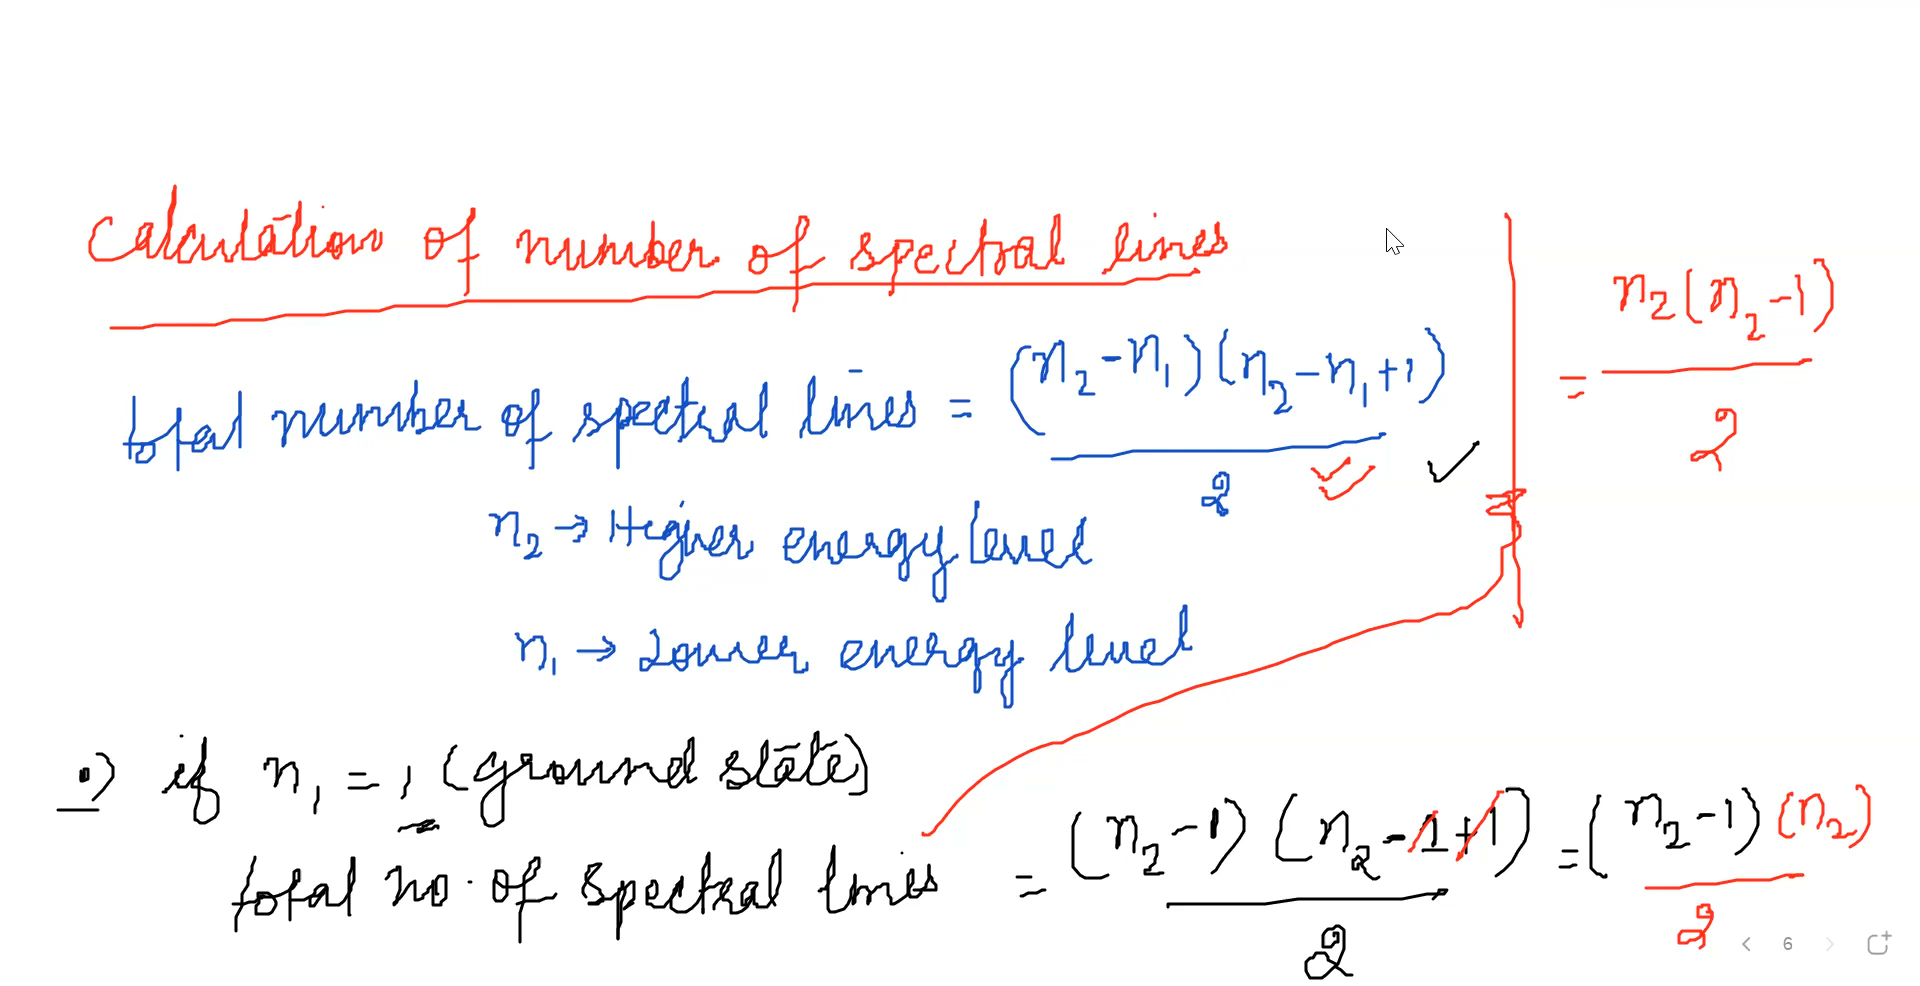 Calculation of number of spectral lines
total number of spectral lines = (n₂-n₁)(n₂-n₁+1) / 2
= n₂(n₂-1) / 2
n₂ → Higher energy level
n₁ → Lower energy level
•) if n₁ = 1 (ground state)
total no. of spectral lines = (n₂-1)(n₂-1+1) / 2 = (n₂-1)(n₂) / 2
6